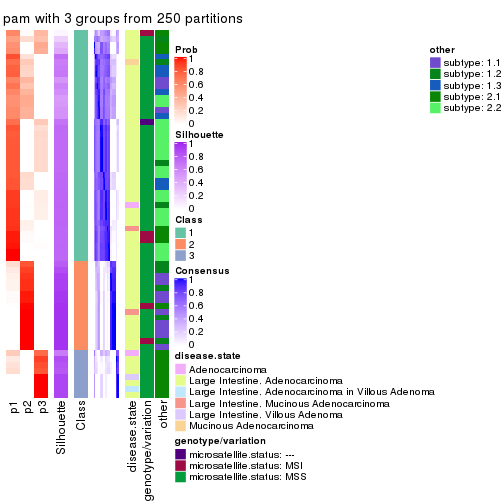 pam with 3 groups from 250 partitions
Prob
1
0.8
0.6
0.4
0.2
0
Silhouette
1
0.8
0.6
0.4
0.2
0
Class
1
2
3
Consensus
1
0.8
0.6
0.4
0.2
0
disease.state
Adenocarcinoma
Large Intestine. Adenocarcinoma
Large Intestine. Adenocarcinoma in Villous Adenoma
Large Intestine. Mucinous Adenocarcinoma
Large Intestine. Villous Adenoma
Mucinous Adenocarcinoma
genotype/variation
microsatellite.status: ---
microsatellite.status: MSI
microsatellite.status: MSS
other
subtype: 1.1
subtype: 1.2
subtype: 1.3
subtype: 2.1
subtype: 2.2
p1
p2
p3
Silhouette
Class
disease.state
genotype/variation
other